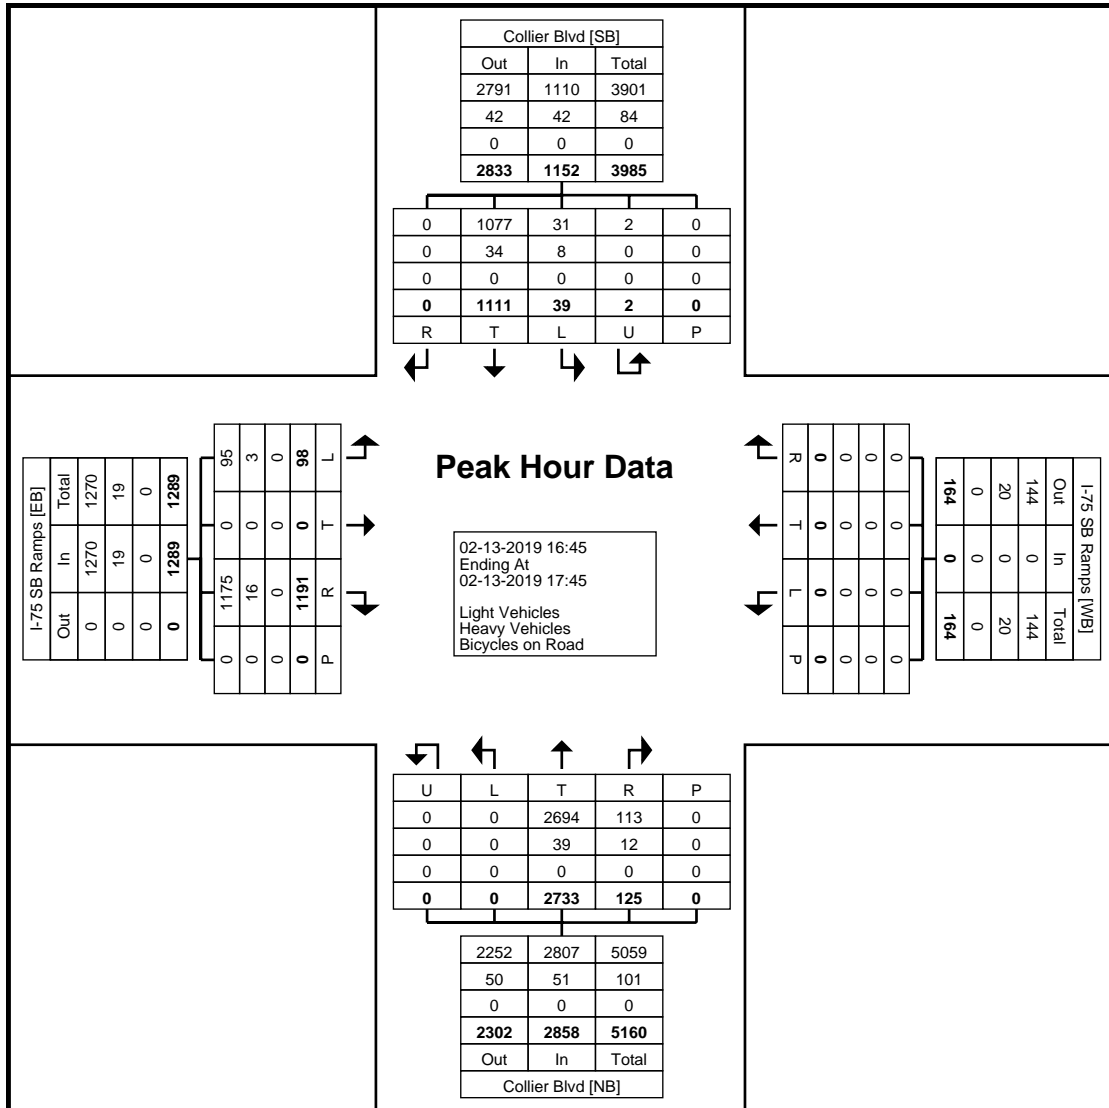 Collier Blvd [SB]
Out In Total
2791 1110 3901
42 42 84
0 0 0
2833 1152 3985
0 1077 31 2 0
0 34 8 0 0
0 0 0 0 0
0 1111 39 2 0
R T L U P
I-75 SB Ramps [EB]
Total 1270 19 0 1289
In 1270 19 0 1289
Out 0 0 0 0
95 3 0 98 L
0 0 0 0 T
1175 16 0 1191 R
0 0 0 0 P
Peak Hour Data
02-13-2019 16:45
Ending At
02-13-2019 17:45
Light Vehicles
Heavy Vehicles
Bicycles on Road
R 0 0 0 0
T 0 0 0 0
L 0 0 0 0
P 0 0 0 0
I-75 SB Ramps [WB]
Out In Total
144 0 144
20 0 20
0 0 0
164 0 164
U L T R P
0 0 2694 113 0
0 0 39 12 0
0 0 0 0 0
0 0 2733 125 0
2252 2807 5059
50 51 101
0 0 0
2302 2858 5160
Out In Total
Collier Blvd [NB]